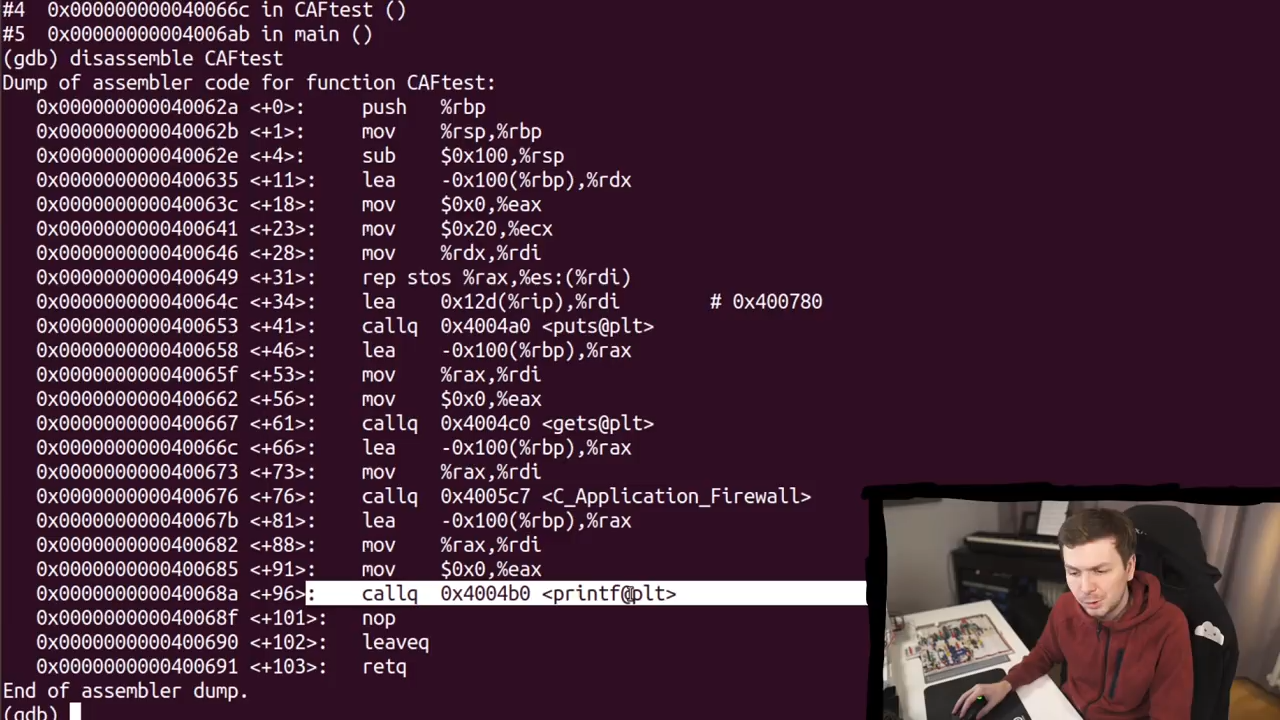 #4  0x000000000040066c in CAFtest ()
#5  0x00000000004006ab in main ()
(gdb) disassemble CAFtest
Dump of assembler code for function CAFtest:
   0x000000000040062a <+0>:     push   %rbp
   0x000000000040062b <+1>:     mov    %rsp,%rbp
   0x000000000040062e <+4>:     sub    $0x100,%rsp
   0x0000000000400635 <+11>:    lea    -0x100(%rbp),%rdx
   0x000000000040063c <+18>:    mov    $0x0,%eax
   0x0000000000400641 <+23>:    mov    $0x20,%ecx
   0x0000000000400646 <+28>:    mov    %rdx,%rdi
   0x0000000000400649 <+31>:    rep stos %rax,%es:(%rdi)
   0x000000000040064c <+34>:    lea    0x12d(%rip),%rdi        # 0x400780
   0x0000000000400653 <+41>:    callq  0x4004a0 <puts@plt>
   0x0000000000400658 <+46>:    lea    -0x100(%rbp),%rax
   0x000000000040065f <+53>:    mov    %rax,%rdi
   0x0000000000400662 <+56>:    mov    $0x0,%eax
   0x0000000000400667 <+61>:    callq  0x4004c0 <gets@plt>
   0x000000000040066c <+66>:    lea    -0x100(%rbp),%rax
   0x0000000000400673 <+73>:    mov    %rax,%rdi
   0x0000000000400676 <+76>:    callq  0x4005c7 <C_Application_Firewall>
   0x000000000040067b <+81>:    lea    -0x100(%rbp),%rax
   0x0000000000400682 <+88>:    mov    %rax,%rdi
   0x0000000000400685 <+91>:    mov    $0x0,%eax
   0x000000000040068a <+96>:    callq  0x4004b0 <printf@plt>
   0x000000000040068f <+101>:   nop
   0x0000000000400690 <+102>:   leaveq
   0x0000000000400691 <+103>:   retq
End of assembler dump.
(gdb)